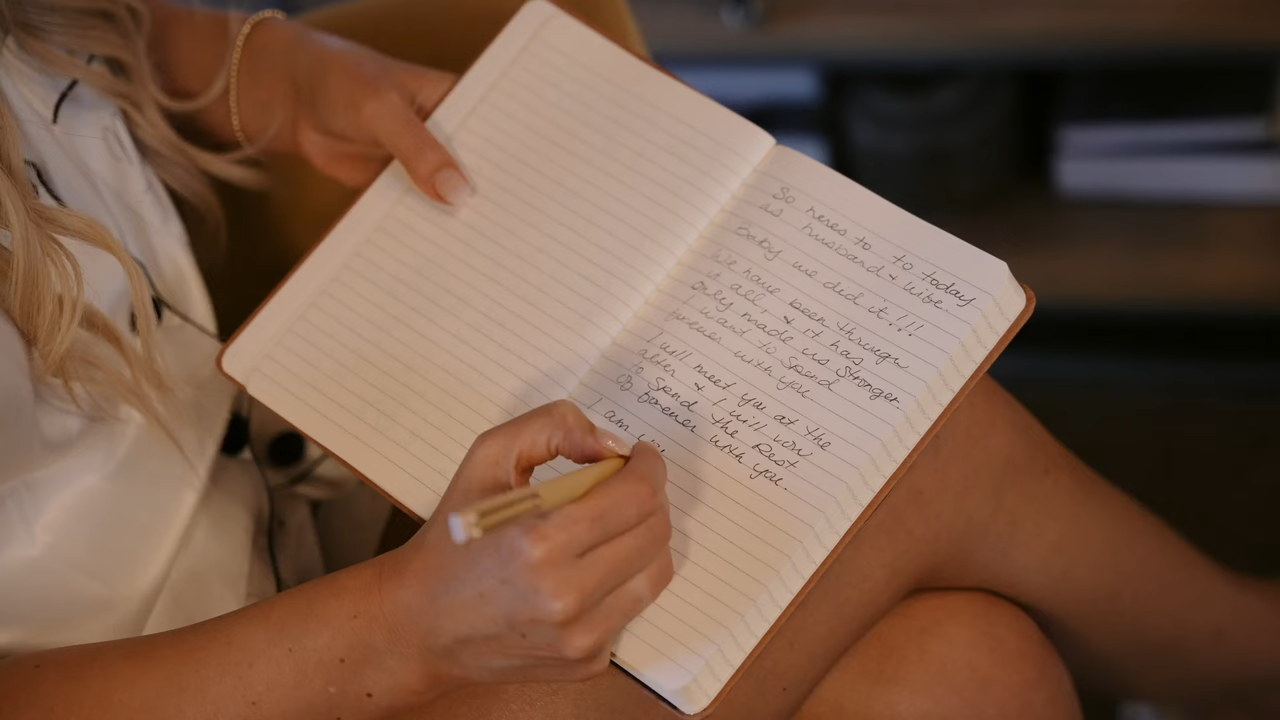 So heres to to today
as husband & wife.
Baby we did it!!!
We have been through
it all, & it has
only made us stronger
I want to spend
forever with you
I will meet you at the
alter & I will vow
to spend the Rest
of forever with you.
I am